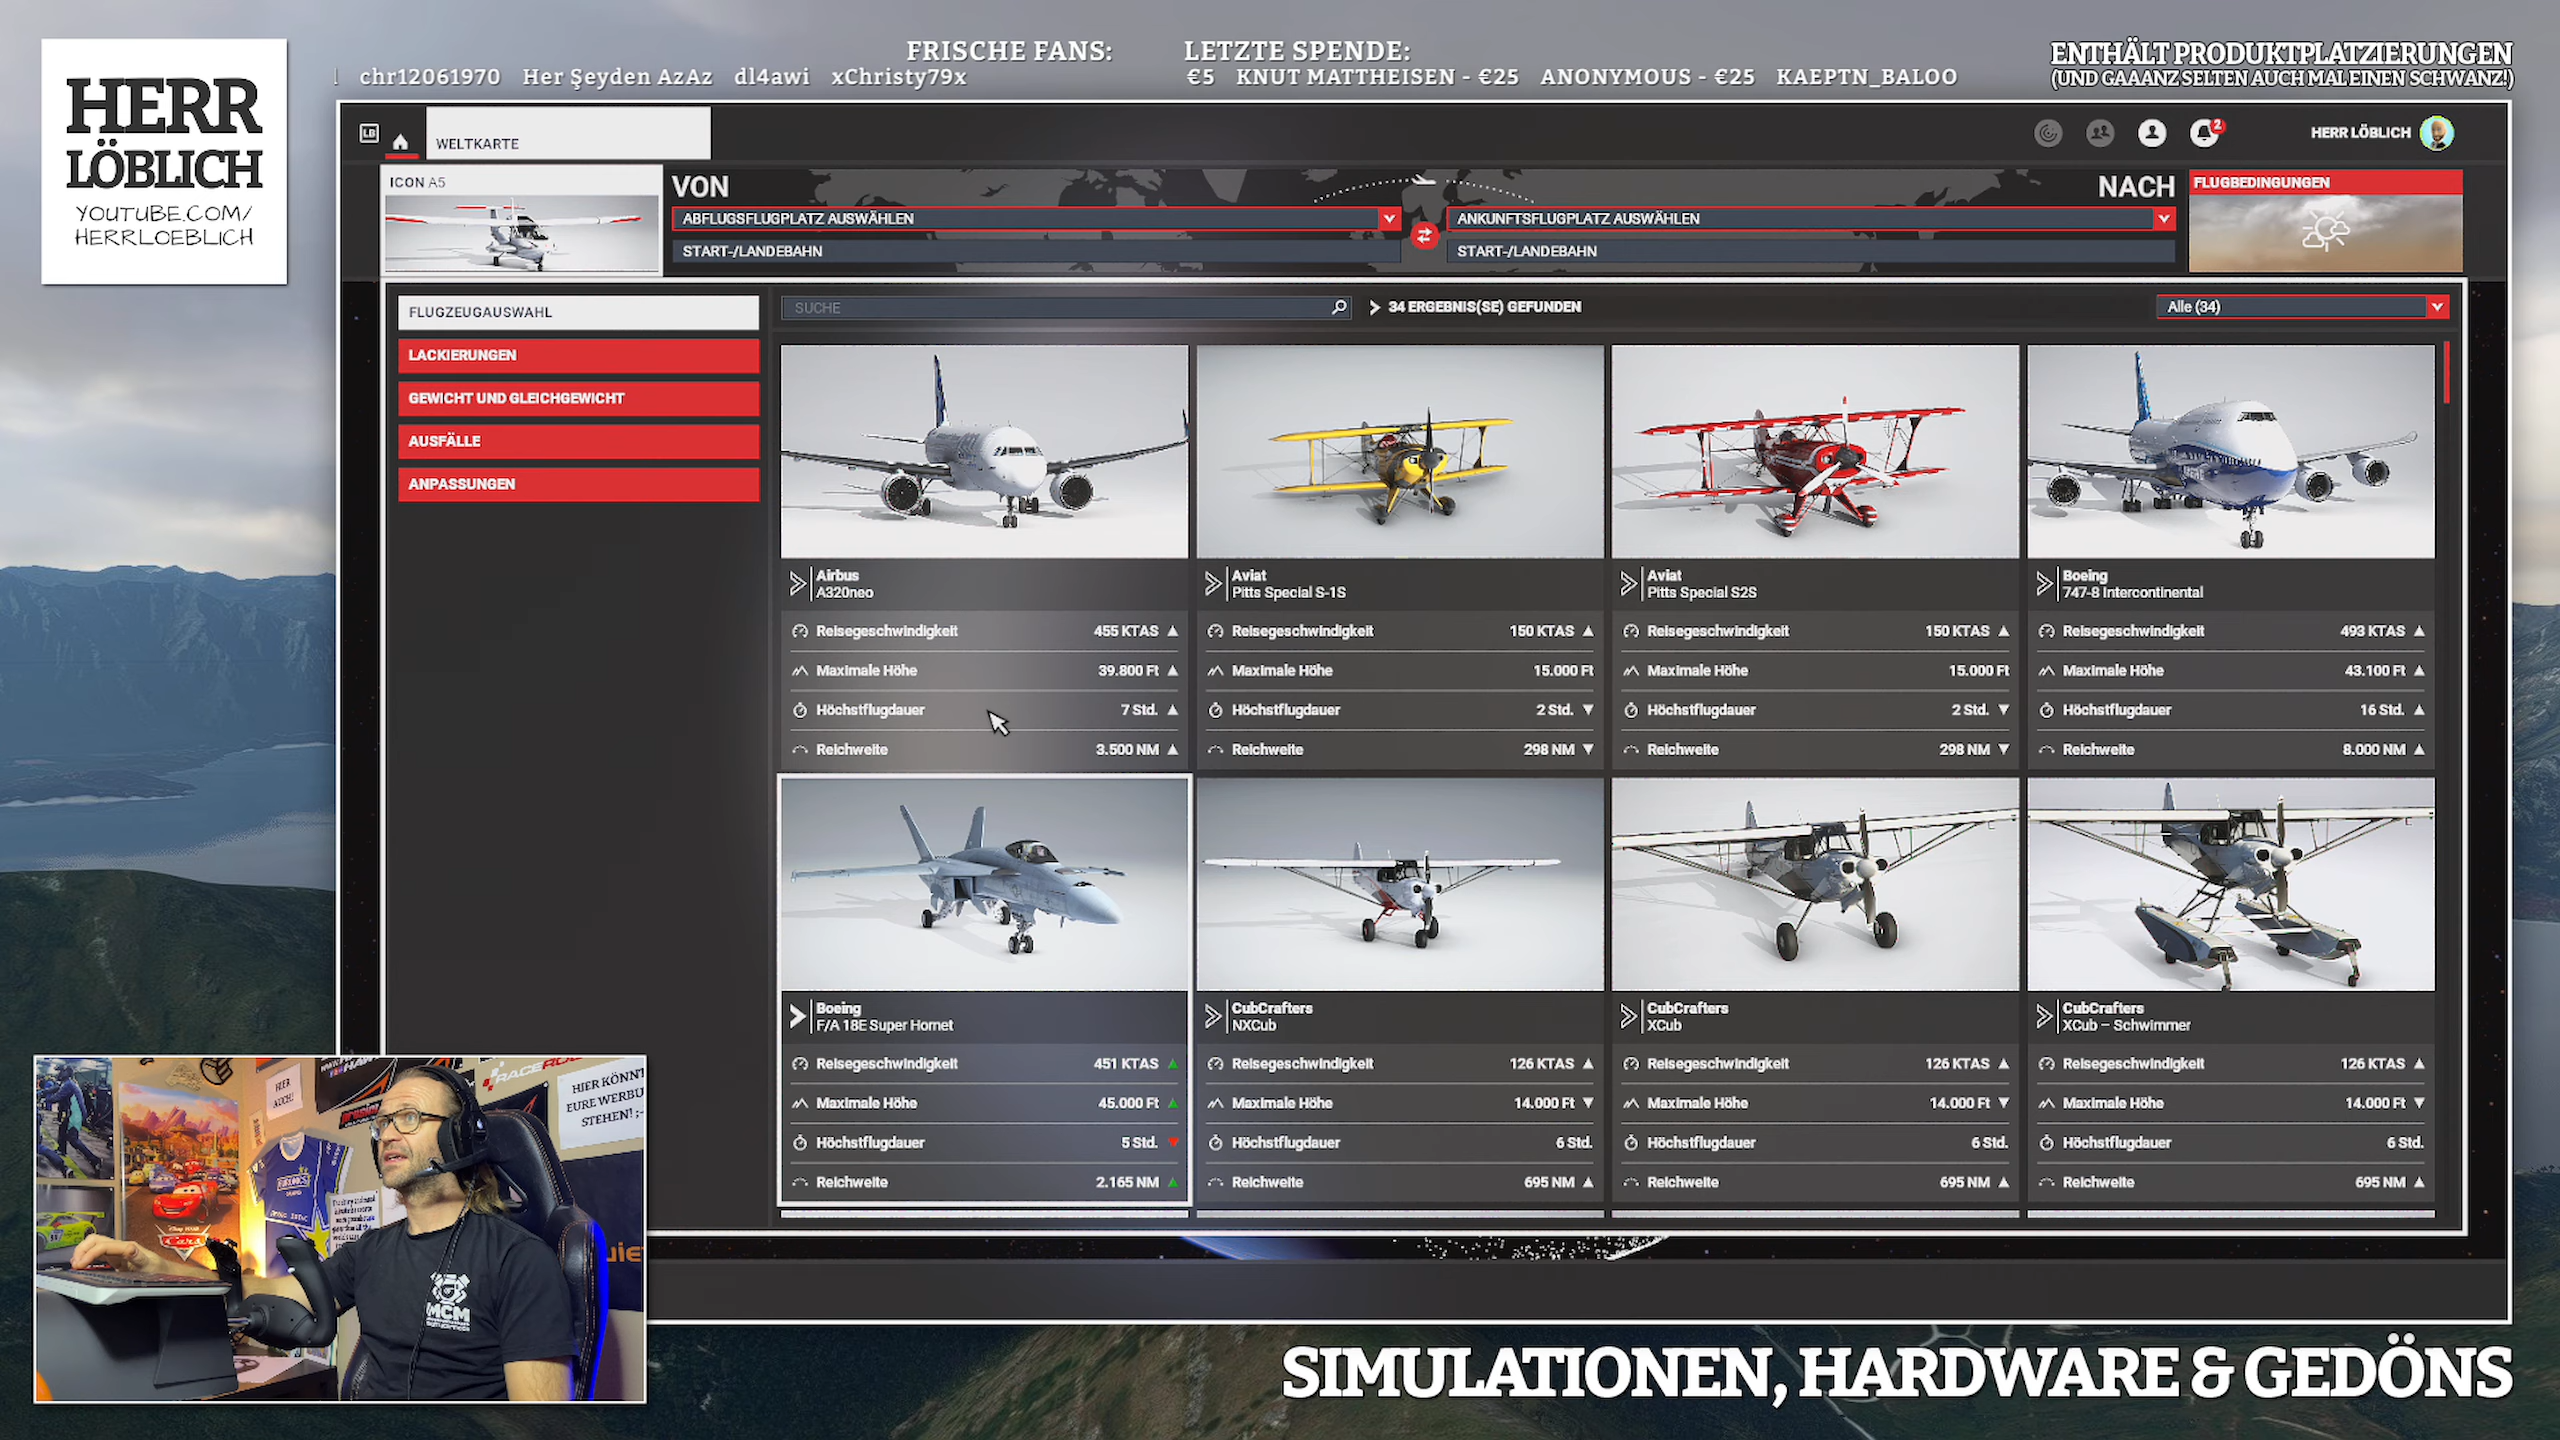 HERR
LÖBLICH
YOUTUBE.COM/
HERRLOEBLICH
FRISCHE FANS:
chr12061970 Her Şeyden AzAz dl4awi xChristy79x
LETZTE SPENDE:
€5 KNUT MATTHEISEN - €25 ANONYMOUS - €25 KAEPTN_BALOO
ENTHÄLT PRODUKTPLATZIERUNGEN
(UND GAAANZ SELTEN AUCH MAL EINEN SCHWANZ!)
LB
WELTKARTE
2
HERR LÖBLICH
ICON A5
VON
ABFLUGSFLUGPLATZ AUSWÄHLEN
START-/LANDEBAHN
NACH
ANKUNFTSFLUGPLATZ AUSWÄHLEN
START-/LANDEBAHN
FLUGBEDINGUNGEN
FLUGZEUGAUSWAHL
LACKIERUNGEN
GEWICHT UND GLEICHGEWICHT
AUSFÄLLE
ANPASSUNGEN
SUCHE
34 ERGEBNIS(SE) GEFUNDEN
Alle (34)
Airbus
A320neo
Reisegeschwindigkeit 455 KTAS
Maximale Höhe 39.800 Ft
Höchstflugdauer 7 Std.
Reichweite 3.500 NM
Aviat
Pitts Special S-1S
Reisegeschwindigkeit 150 KTAS
Maximale Höhe 15.000 Ft
Höchstflugdauer 2 Std.
Reichweite 298 NM
Aviat
Pitts Special S2S
Reisegeschwindigkeit 150 KTAS
Maximale Höhe 15.000 Ft
Höchstflugdauer 2 Std.
Reichweite 298 NM
Boeing
747-8 Intercontinental
Reisegeschwindigkeit 493 KTAS
Maximale Höhe 43.100 Ft
Höchstflugdauer 16 Std.
Reichweite 8.000 NM
Boeing
F/A 18E Super Hornet
Reisegeschwindigkeit 451 KTAS
Maximale Höhe 45.000 Ft
Höchstflugdauer 5 Std.
Reichweite 2.165 NM
CubCrafters
NXCub
Reisegeschwindigkeit 126 KTAS
Maximale Höhe 14.000 Ft
Höchstflugdauer 6 Std.
Reichweite 695 NM
CubCrafters
XCub
Reisegeschwindigkeit 126 KTAS
Maximale Höhe 14.000 Ft
Höchstflugdauer 6 Std.
Reichweite 695 NM
CubCrafters
XCub – Schwimmer
Reisegeschwindigkeit 126 KTAS
Maximale Höhe 14.000 Ft
Höchstflugdauer 6 Std.
Reichweite 695 NM
HIER
AUCH!
HIER KÖNNT
EURE WERBU
STEHEN! ;-
EURONICS
Cars
MCM
SIMULATIONEN, HARDWARE & GEDÖNS